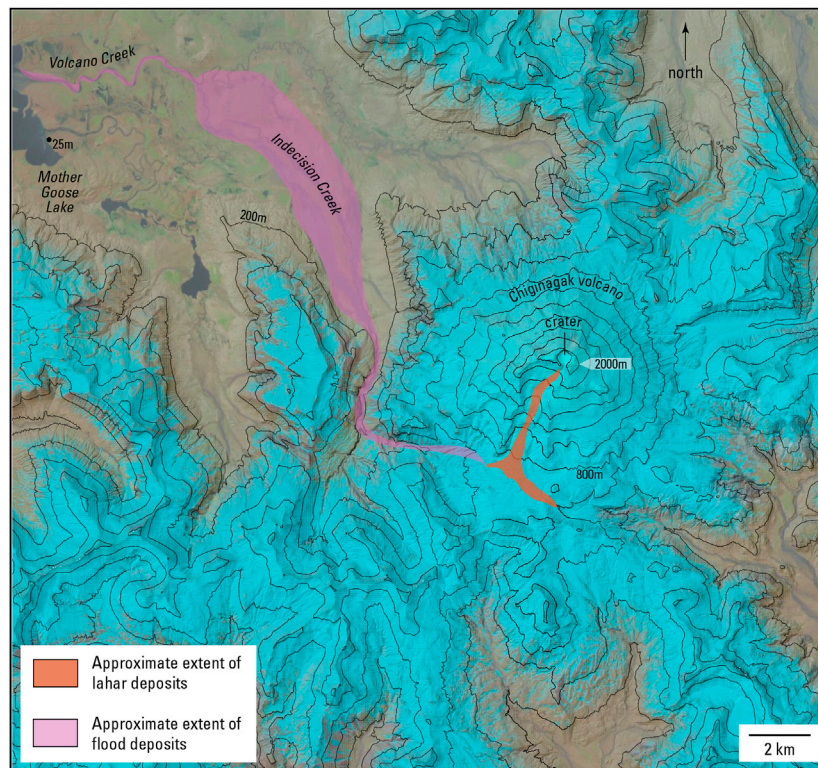 Volcano Creek
north
25m
Mother
Goose
Lake
Indecision Creek
200m
Chiginagak volcano
crater
2000m
800m
Approximate extent of
lahar deposits
Approximate extent of
flood deposits
2 km